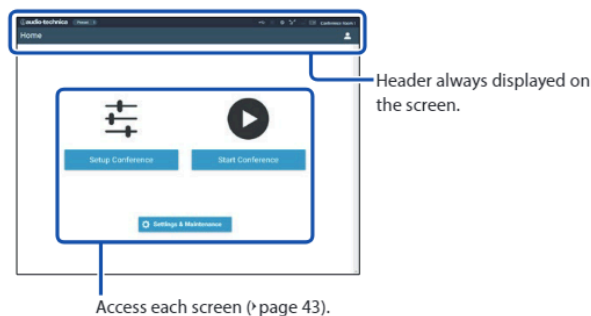 audio-technica
Home
Header always displayed on
the screen.
Setup Conference
Start Conference
Settings & Maintenance
Access each screen (page 43).